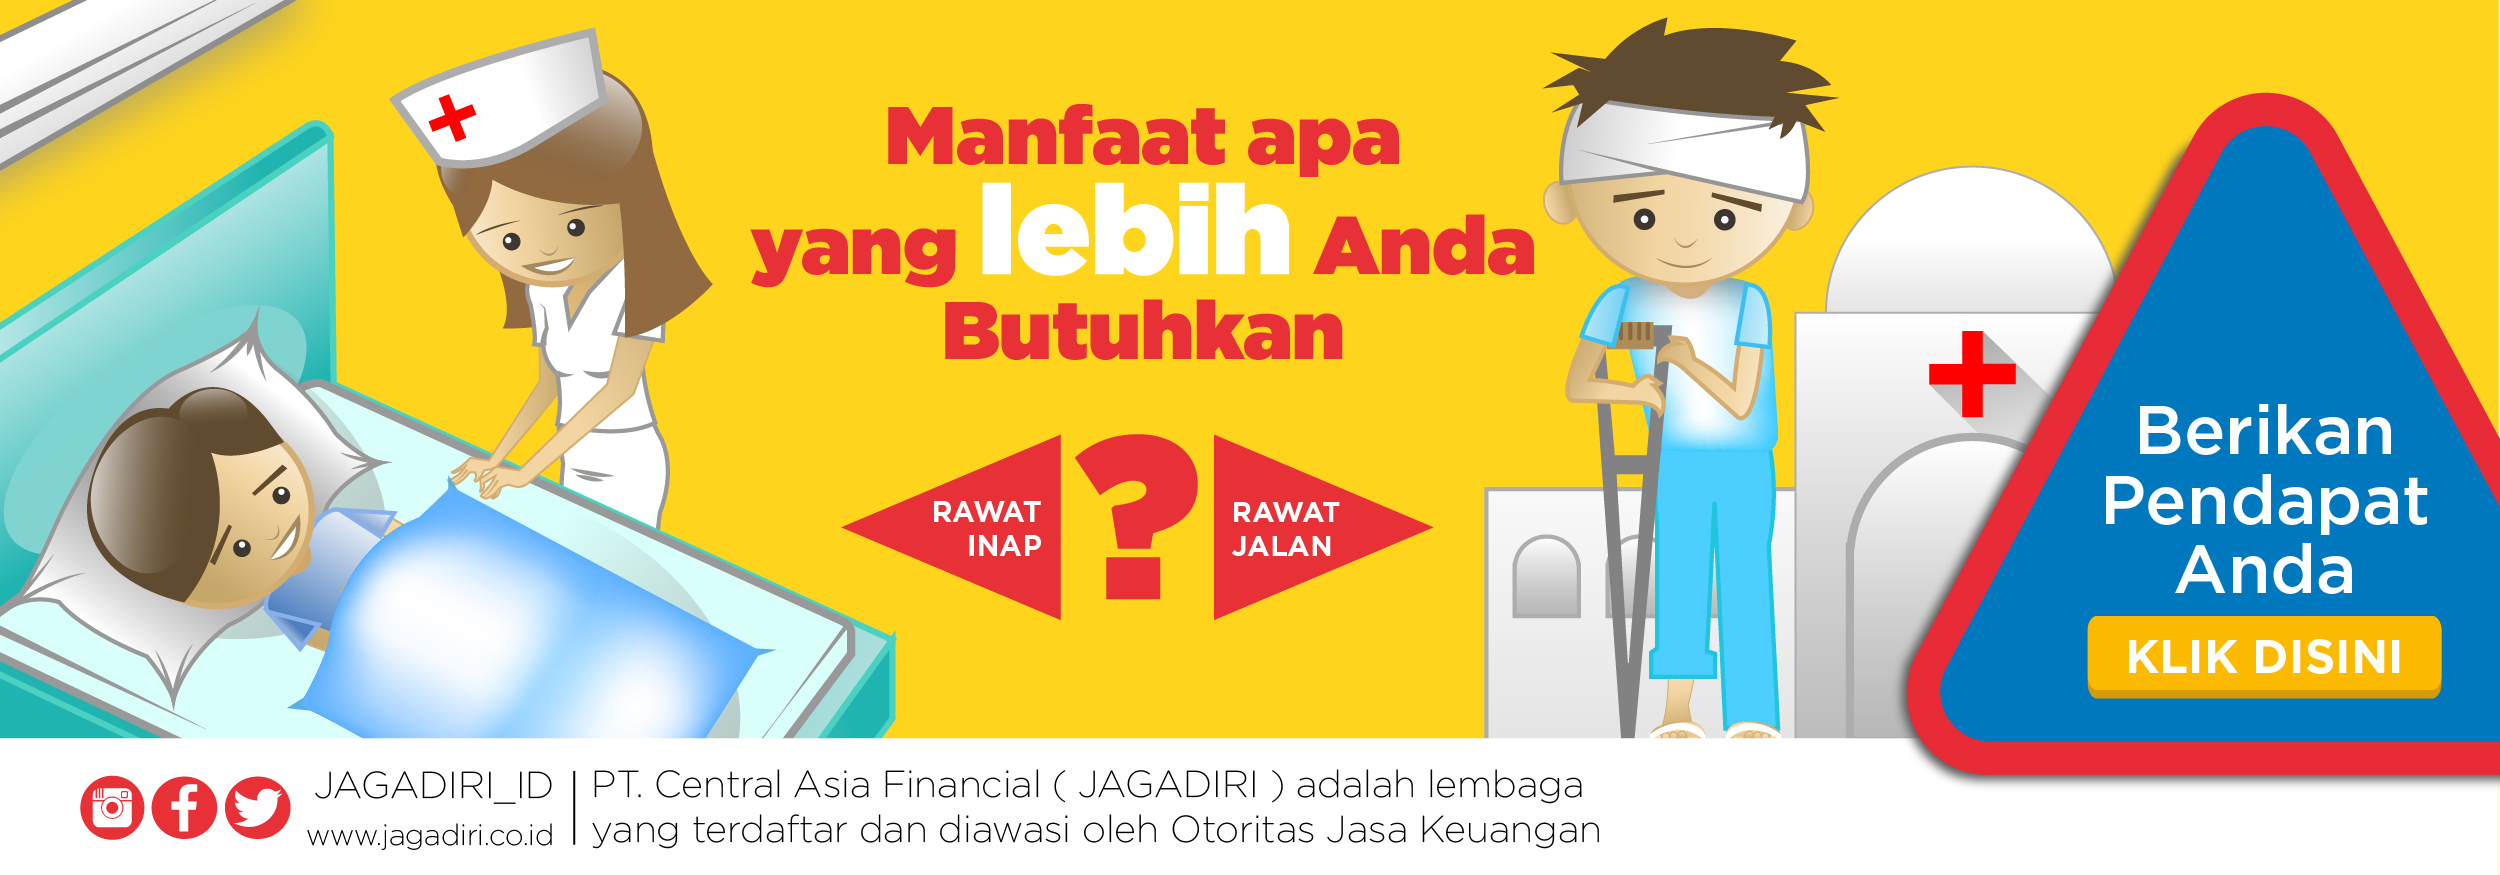 Manfaat apa
yang lebih Anda
Butuhkan
RAWAT
INAP
?
RAWAT
JALAN
Berikan
Pendapat
Anda
KLIK DISINI
JAGADIRI_ID
www.jagadiri.co.id
PT. Central Asia Financial ( JAGADIRI ) adalah lembaga
yang terdaftar dan diawasi oleh Otoritas Jasa Keuangan